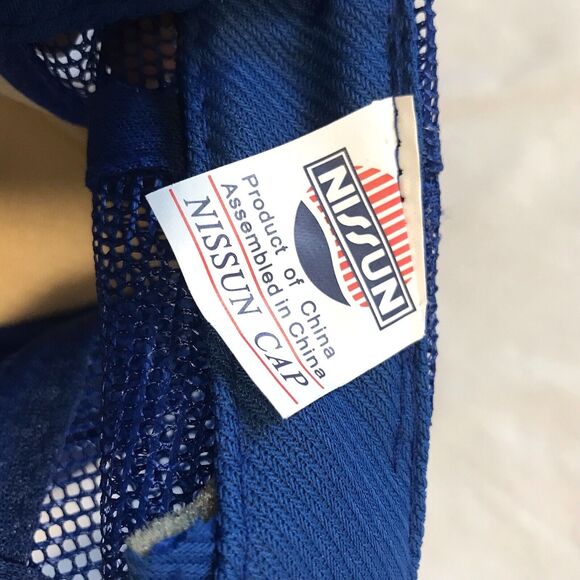 NISSUN
Product of China
Assembled in China
NISSUN CAP